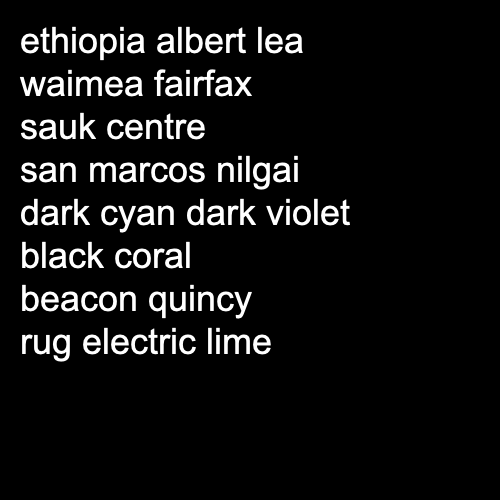 ethiopia albert lea
waimea fairfax
sauk centre
san marcos nilgai
dark cyan dark violet
black coral
beacon quincy
rug electric lime